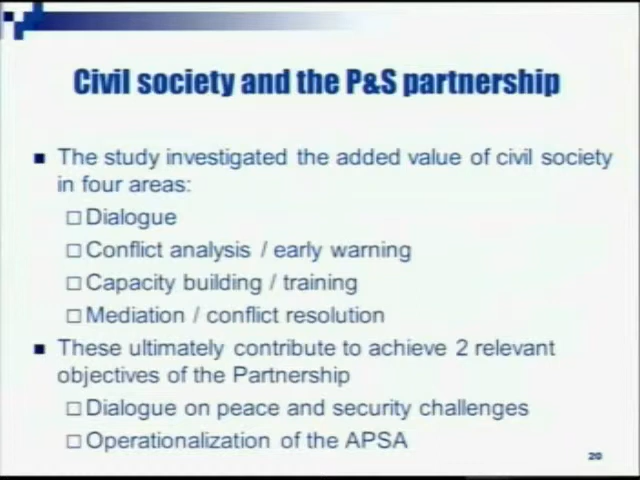 Civil society and the P&S partnership
The study investigated the added value of civil society
in four areas:
Dialogue
Conflict analysis / early warning
Capacity building / training
Mediation / conflict resolution
These ultimately contribute to achieve 2 relevant
objectives of the Partnership
Dialogue on peace and security challenges
Operationalization of the APSA
20